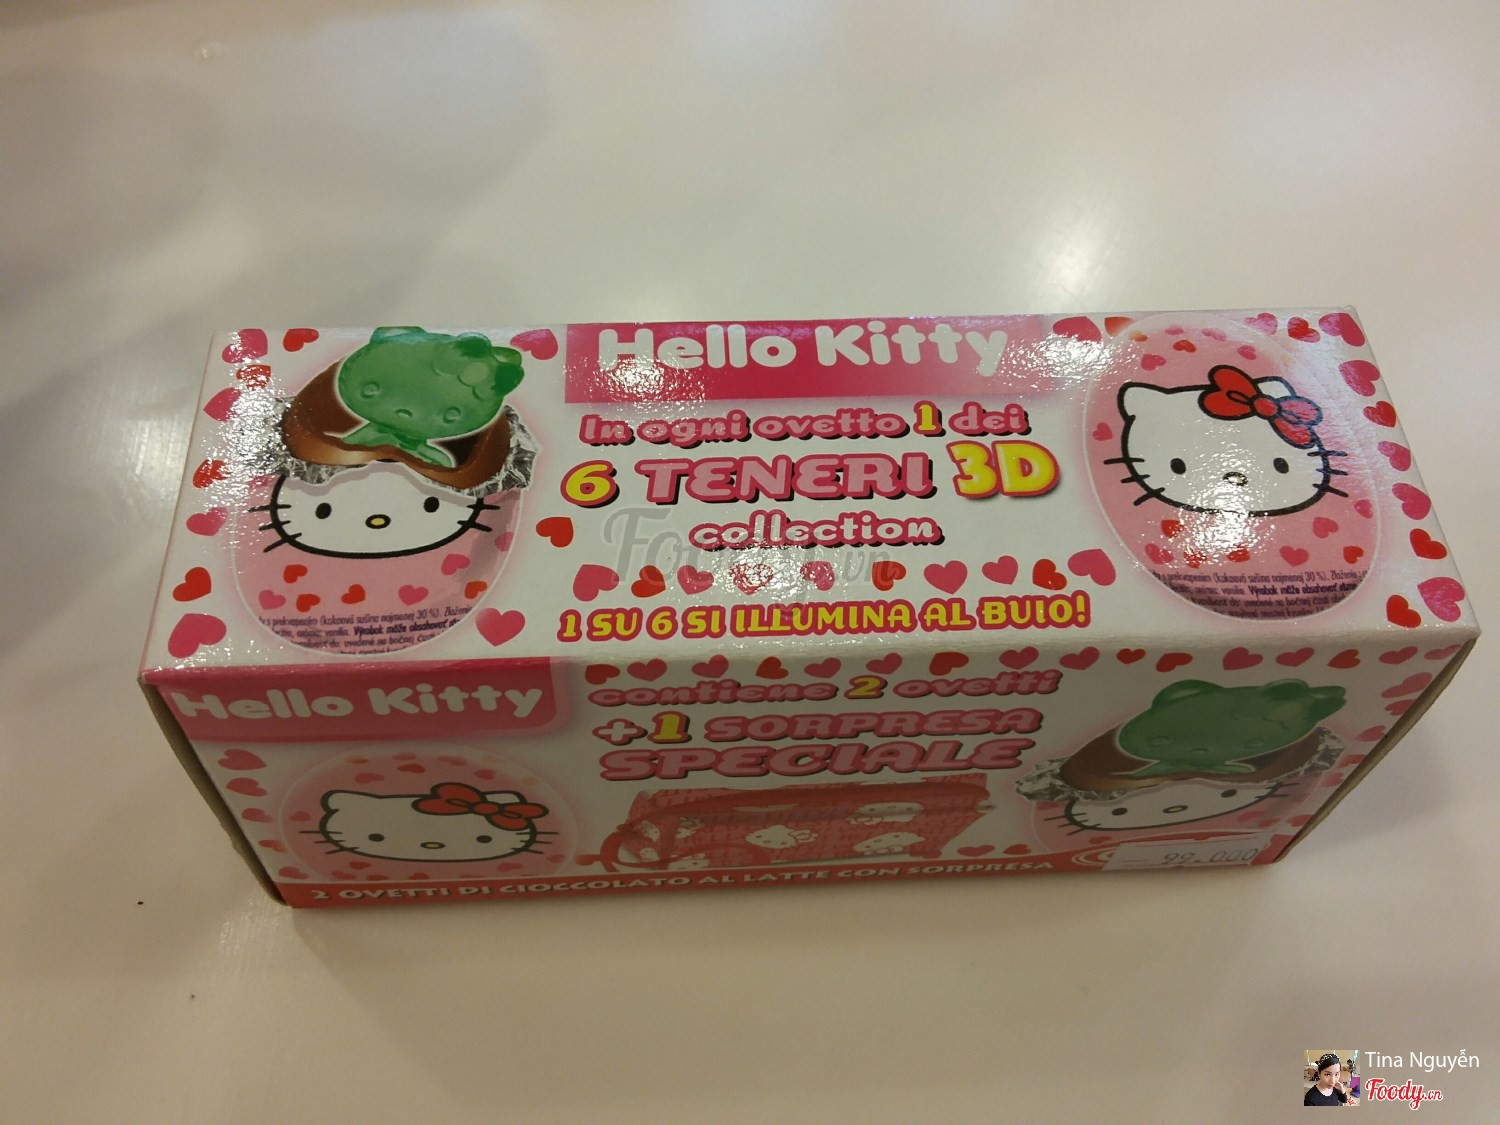 Hello Kitty
In ogni ovetto 1 dei
6 TENERI 3D
collection
1 SU 6 SI ILLUMINA AL BUIO!
Hello Kitty
contiene 2 ovetti
+1 SORPRESA
SPECIALE
2 OVETTI DI CIOCCOLATO AL LATTE CON SORPRESA
99.000
Foody.vn
Tina Nguyễn
Foody.vn